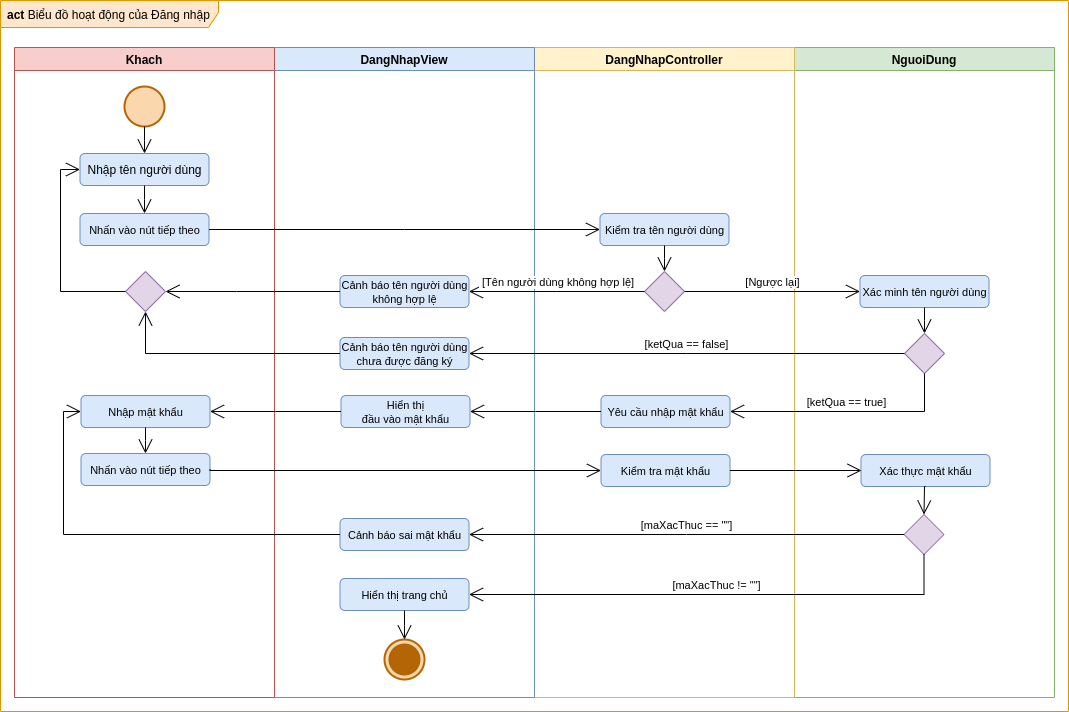 act Biểu đồ hoạt động của Đăng nhập
Khach
DangNhapView
DangNhapController
NguoiDung
Nhập tên người dùng
Nhấn vào nút tiếp theo
Kiểm tra tên người dùng
Cảnh báo tên người dùng
không hợp lệ
[Tên người dùng không hợp lệ]
[Ngược lại]
Xác minh tên người dùng
Cảnh báo tên người dùng
chưa được đăng ký
[ketQua == false]
Nhập mật khẩu
Hiển thị
đầu vào mật khẩu
Yêu cầu nhập mật khẩu
[ketQua == true]
Nhấn vào nút tiếp theo
Kiểm tra mật khẩu
Xác thực mật khẩu
Cảnh báo sai mật khẩu
[maXacThuc == ""]
Hiển thị trang chủ
[maXacThuc != ""]